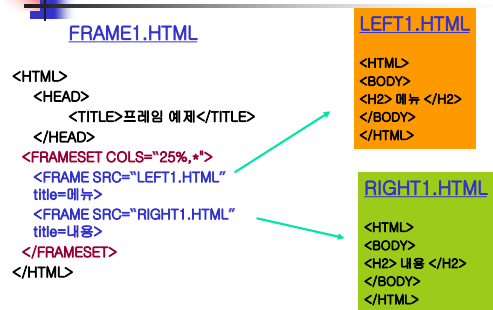 FRAME1.HTML
<HTML>
<HEAD>
<TITLE>프레임 예제</TITLE>
</HEAD>
<FRAMESET COLS=“25%,*">
<FRAME SRC=“LEFT1.HTML”
title=메뉴>
<FRAME SRC=“RIGHT1.HTML”
title=내용>
</FRAMESET>
</HTML>
LEFT1.HTML
<HTML>
<BODY>
<H2> 메뉴 </H2>
</BODY>
</HTML>
RIGHT1.HTML
<HTML>
<BODY>
<H2> 내용 </H2>
</BODY>
</HTML>